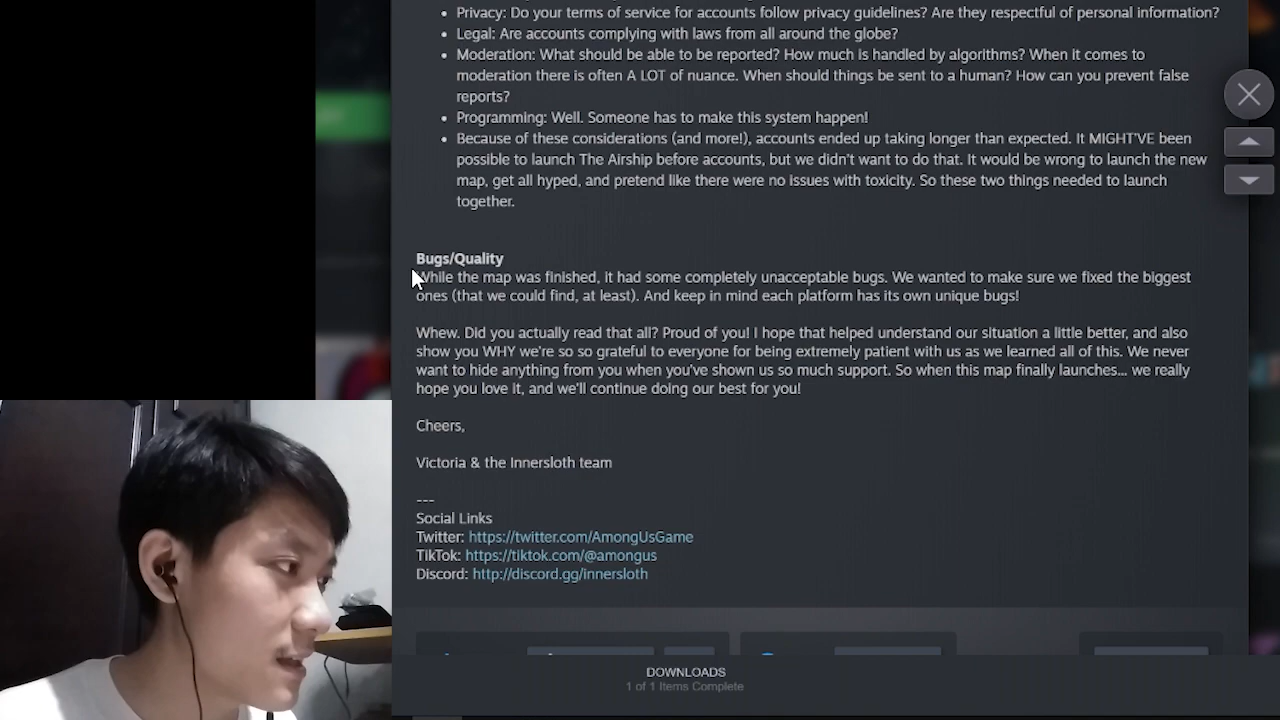 Privacy: Do your terms of service for accounts follow privacy guidelines? Are they respectful of personal information?
Legal: Are accounts complying with laws from all around the globe?
Moderation: What should be able to be reported? How much is handled by algorithms? When it comes to
moderation there is often A LOT of nuance. When should things be sent to a human? How can you prevent false
reports?
Programming: Well. Someone has to make this system happen!
Because of these considerations (and more!), accounts ended up taking longer than expected. It MIGHT'VE been
possible to launch The Airship before accounts, but we didn't want to do that. It would be wrong to launch the new
map, get all hyped, and pretend like there were no issues with toxicity. So these two things needed to launch
together.
Bugs/Quality
While the map was finished, it had some completely unacceptable bugs. We wanted to make sure we fixed the biggest
ones (that we could find, at least). And keep in mind each platform has its own unique bugs!
Whew. Did you actually read that all? Proud of you! I hope that helped understand our situation a little better, and also
show you WHY we're so so grateful to everyone for being extremely patient with us as we learned all of this. We never
want to hide anything from you when you've shown us so much support. So when this map finally launches... we really
hope you love it, and we'll continue doing our best for you!
Cheers,
Victoria & the Innersloth team
---
Social Links
Twitter: https://twitter.com/AmongUsGame
TikTok: https://tiktok.com/@amongus
Discord: http://discord.gg/innersloth
DOWNLOADS
1 of 1 Items Complete